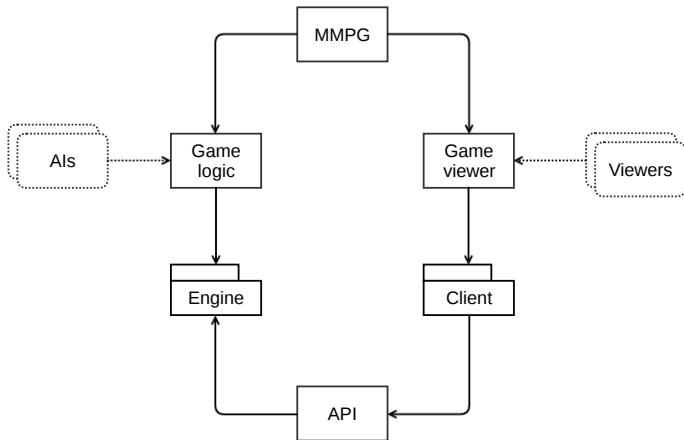 MMPG
AIs
Game
logic
Game
viewer
Viewers
Engine
Client
API